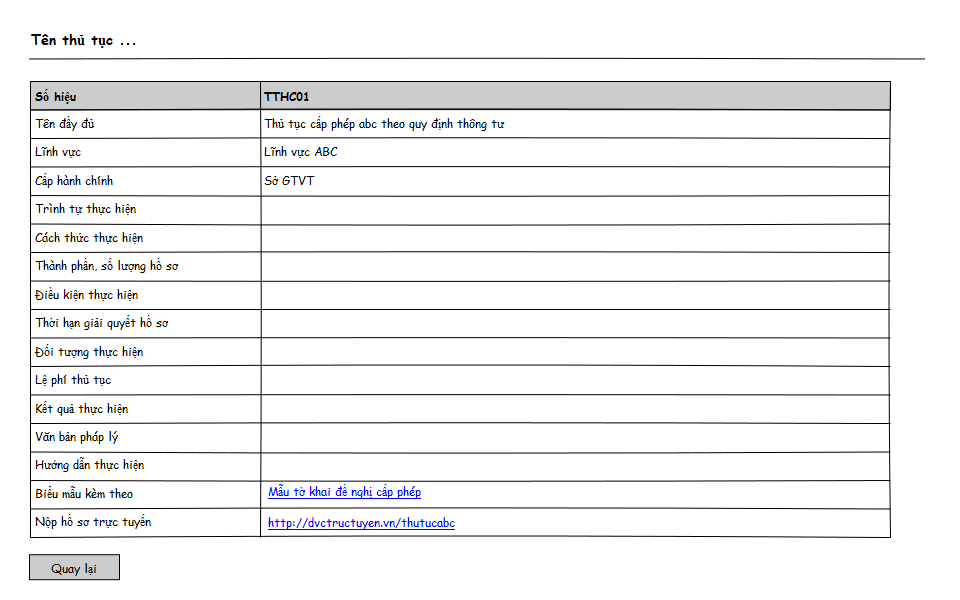 Tên thủ tục ...
Số hiệu TTHC01
Tên đầy đủ Thủ tục cấp phép abc theo quy định thông tư
Lĩnh vực Lĩnh vực ABC
Cấp hành chính Sở GTVT
Trình tự thực hiện
Cách thức thực hiện
Thành phần, số lượng hồ sơ
Điều kiện thực hiện
Thời hạn giải quyết hồ sơ
Đối tượng thực hiện
Lệ phí thủ tục
Kết quả thực hiện
Văn bản pháp lý
Hướng dẫn thực hiện
Biểu mẫu kèm theo Mẫu tờ khai đề nghị cấp phép
Nộp hồ sơ trực tuyến http://dvctructuyen.vn/thutucabc
Quay lại